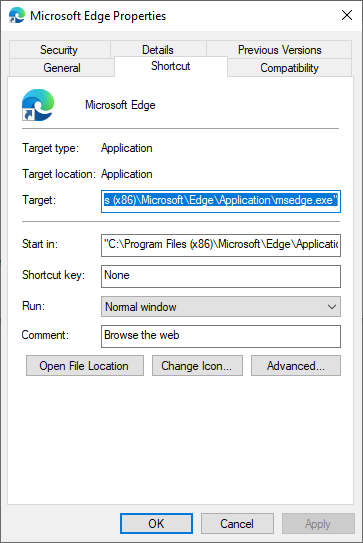 Microsoft Edge Properties
Security Details Previous Versions
General Shortcut Compatibility
Microsoft Edge
Target type: Application
Target location: Application
Target: s (x86)\Microsoft\Edge\Application\msedge.exe"
Start in: "C:\Program Files (x86)\Microsoft\Edge\Applicatio
Shortcut key: None
Run: Normal window
Comment: Browse the web
Open File Location Change Icon... Advanced...
OK Cancel Apply